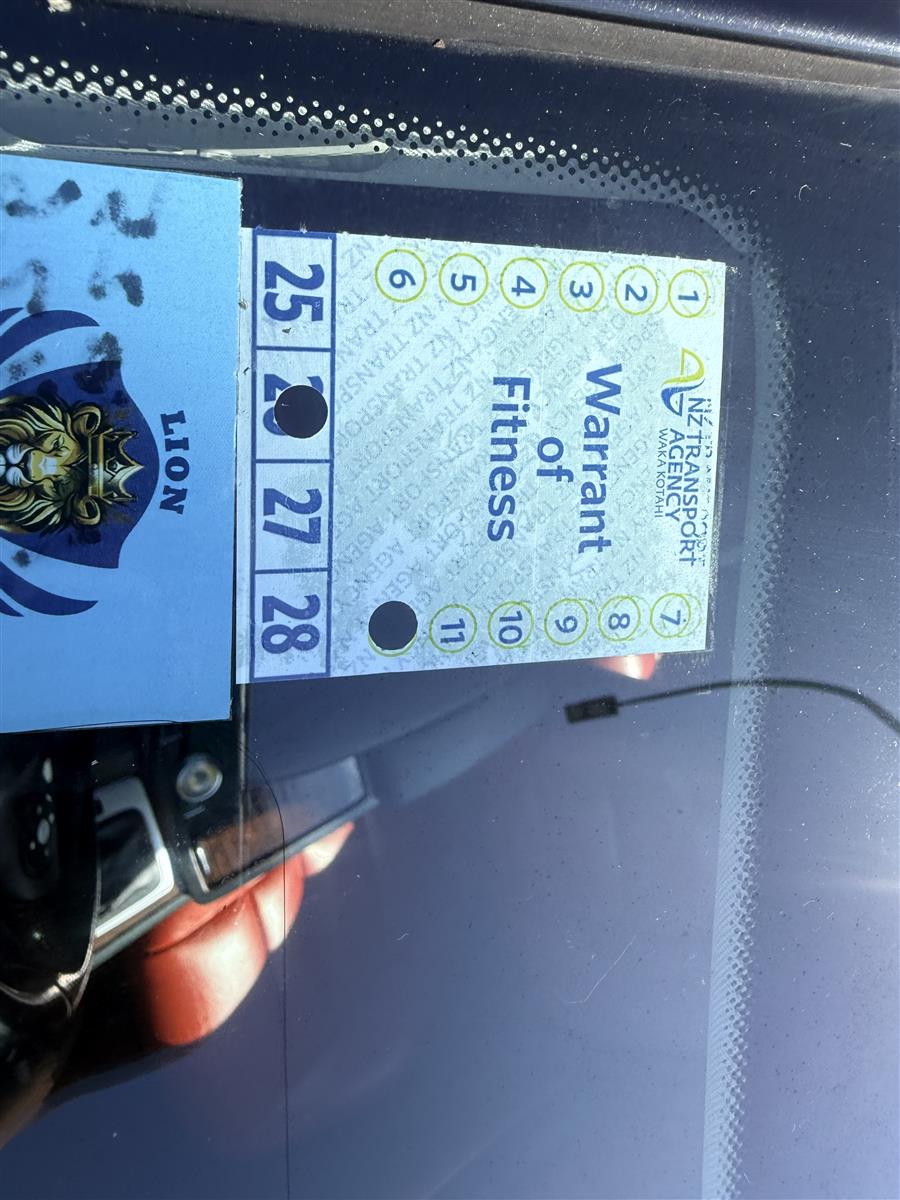 NZ TRANSPORT
AGENCY
WAKA KOTAHI
1 7
2 8
3 9
4 10
5 11
6
Warrant
of
Fitness
25 27 28
LION